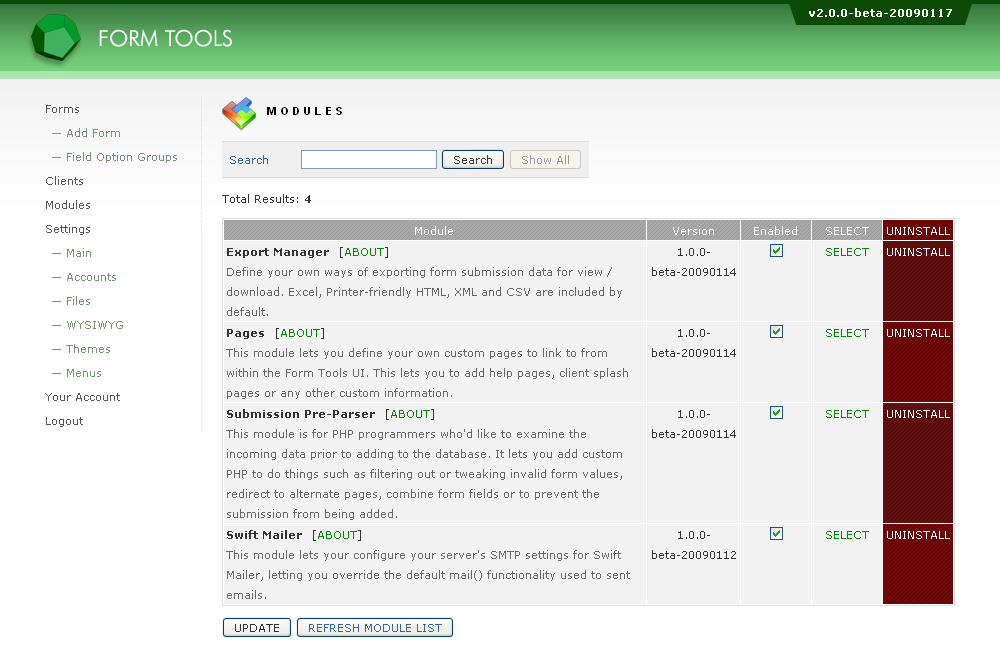 v2.0.0-beta-20090117
FORM TOOLS
Forms
— Add Form
— Field Option Groups
Clients
Modules
Settings
— Main
— Accounts
— Files
— WYSIWYG
— Themes
— Menus
Your Account
Logout
MODULES
Search Search Show All
Total Results: 4
Module Version Enabled SELECT UNINSTALL
Export Manager [ABOUT] 1.0.0- SELECT UNINSTALL
Define your own ways of exporting form submission data for view / beta-20090114
download. Excel, Printer-friendly HTML, XML and CSV are included by
default.
Pages [ABOUT] 1.0.0- SELECT UNINSTALL
This module lets you define your own custom pages to link to from beta-20090114
within the Form Tools UI. This lets you to add help pages, client splash
pages or any other custom information.
Submission Pre-Parser [ABOUT] 1.0.0- SELECT UNINSTALL
This module is for PHP programmers who'd like to examine the beta-20090114
incoming data prior to adding to the database. It lets you add custom
PHP to do things such as filtering out or tweaking invalid form values,
redirect to alternate pages, combine form fields or to prevent the
submission from being added.
Swift Mailer [ABOUT] 1.0.0- SELECT UNINSTALL
This module lets your configure your server's SMTP settings for Swift beta-20090112
Mailer, letting you override the default mail() functionality used to sent
emails.
UPDATE REFRESH MODULE LIST